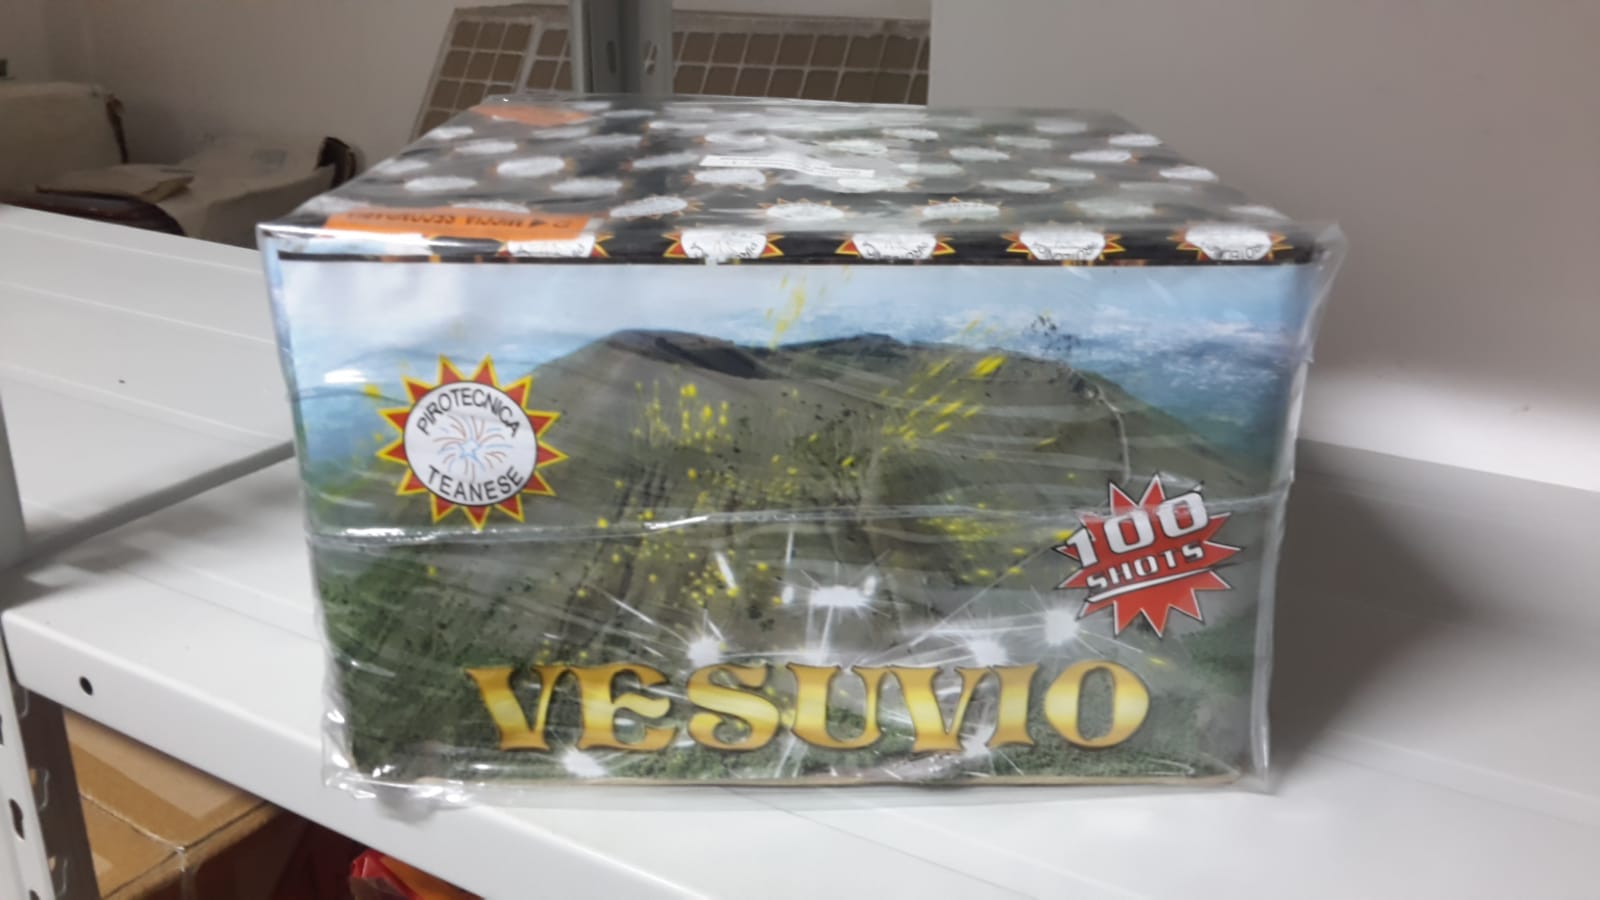 PIROTECNICA
TEANESE
100
SHOTS
VESUVIO